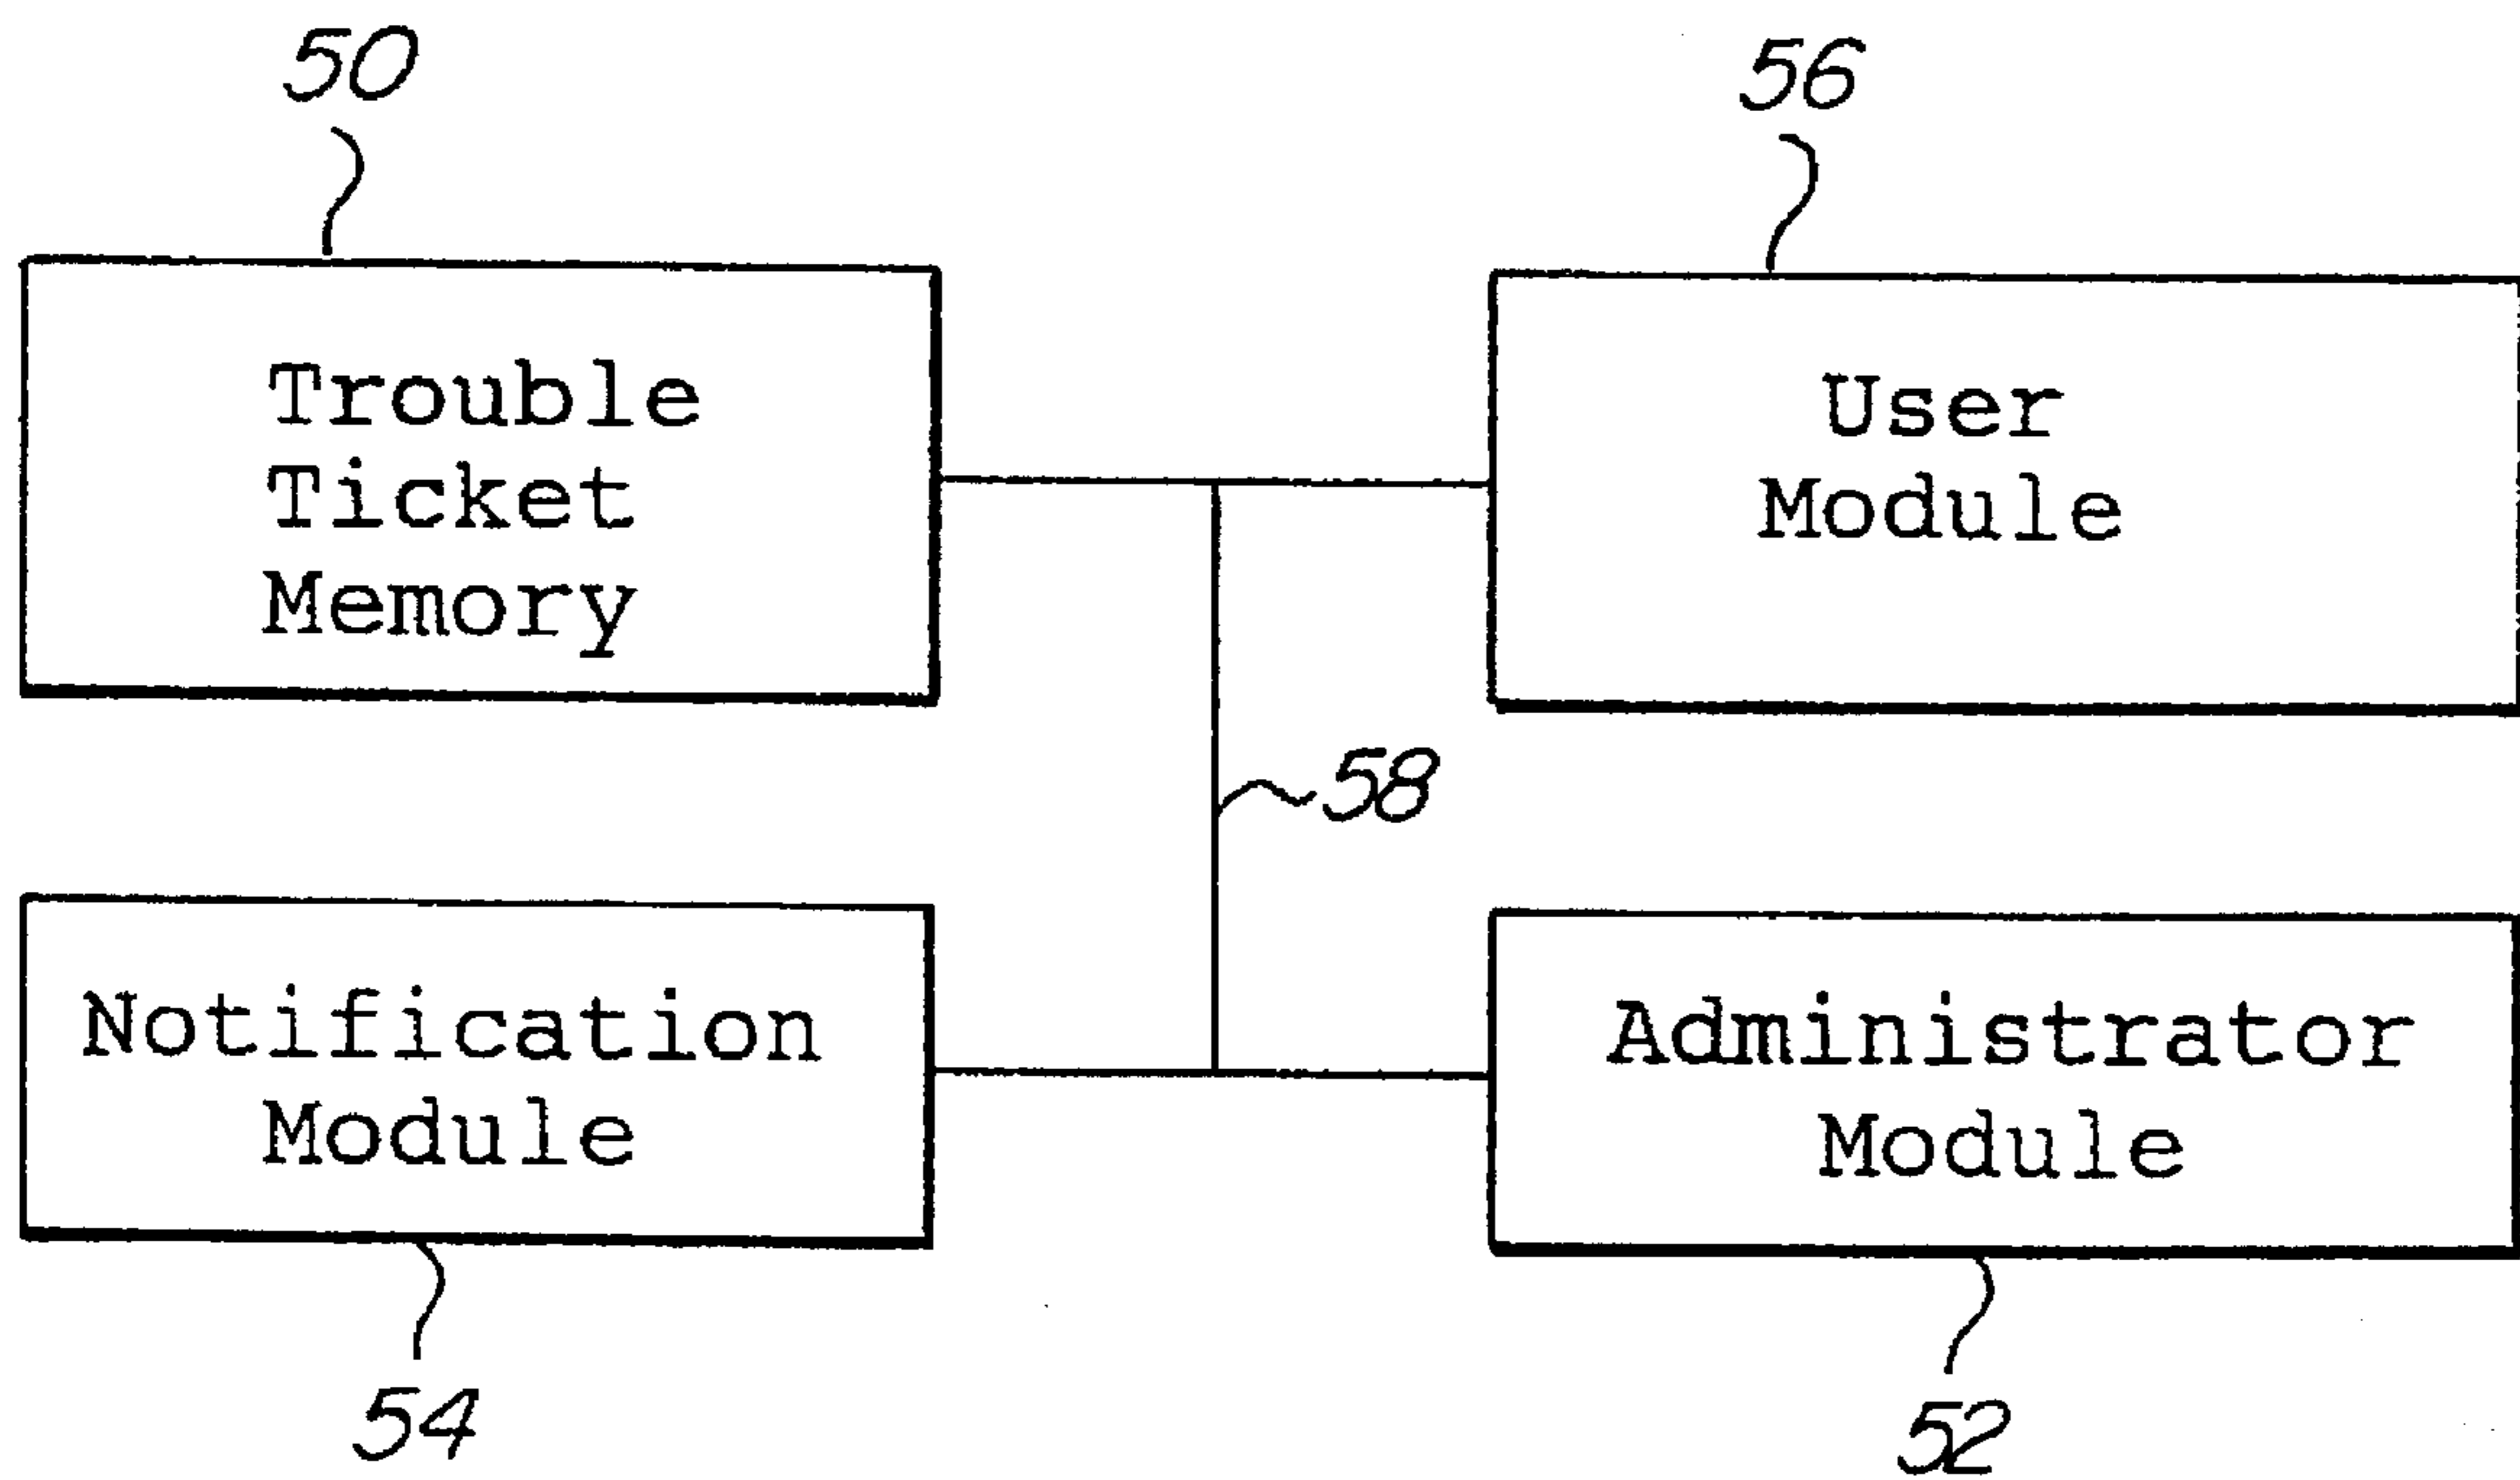 50
56
Trouble
Ticket
Memory
User
Module
58
Notification
Module
Administrator
Module
54
52